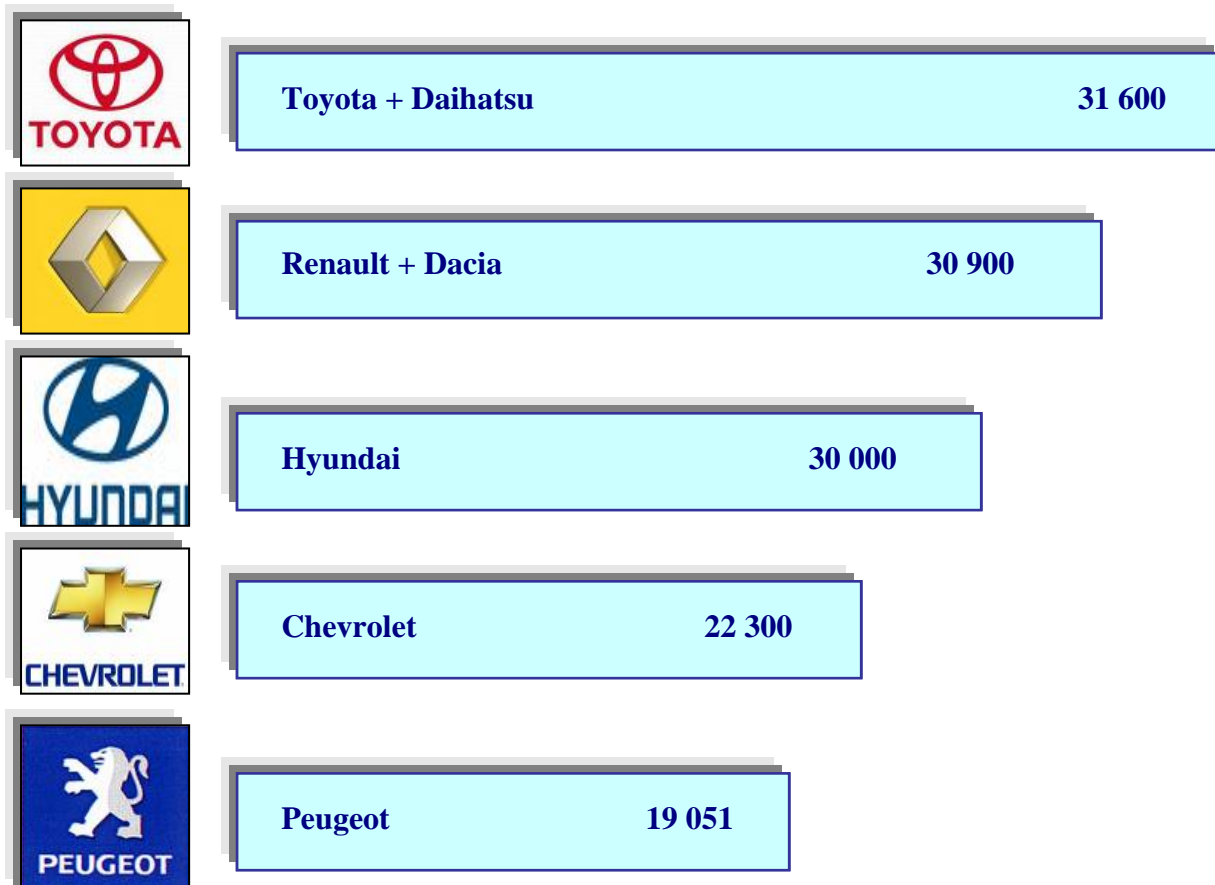 TOYOTA
Toyota + Daihatsu 31 600
Renault + Dacia 30 900
HYUNDAI
Hyundai 30 000
CHEVROLET
Chevrolet 22 300
PEUGEOT
Peugeot 19 051